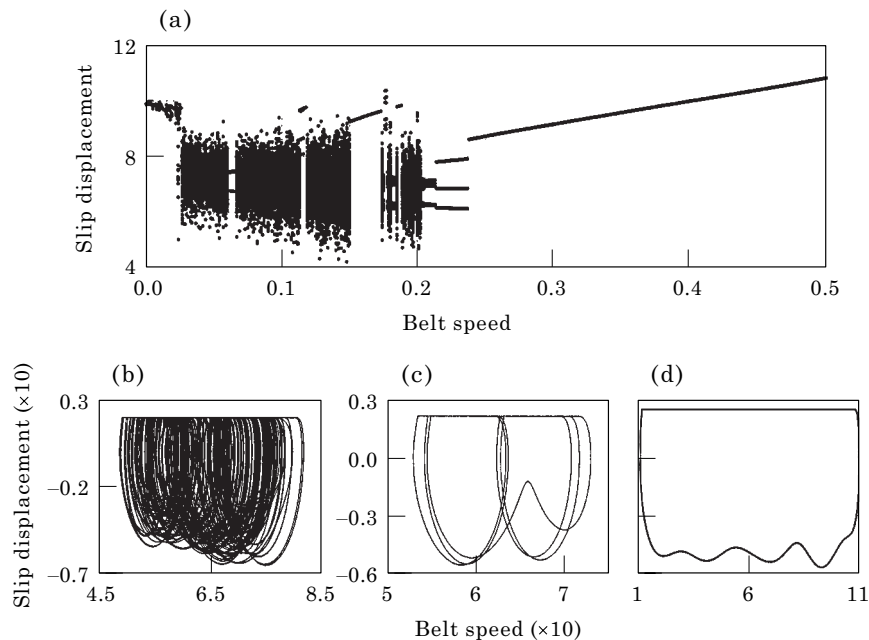 (a)
12
8
4
Slip displacement
0.0 0.1 0.2 0.3 0.4 0.5
Belt speed
(b) (c) (d)
Slip displacement (×10)
0.3
−0.2
−0.7
4.5 6.5 8.5
0.3
0.0
−0.3
−0.6
5 6 7
1 6 11
Belt speed (×10)